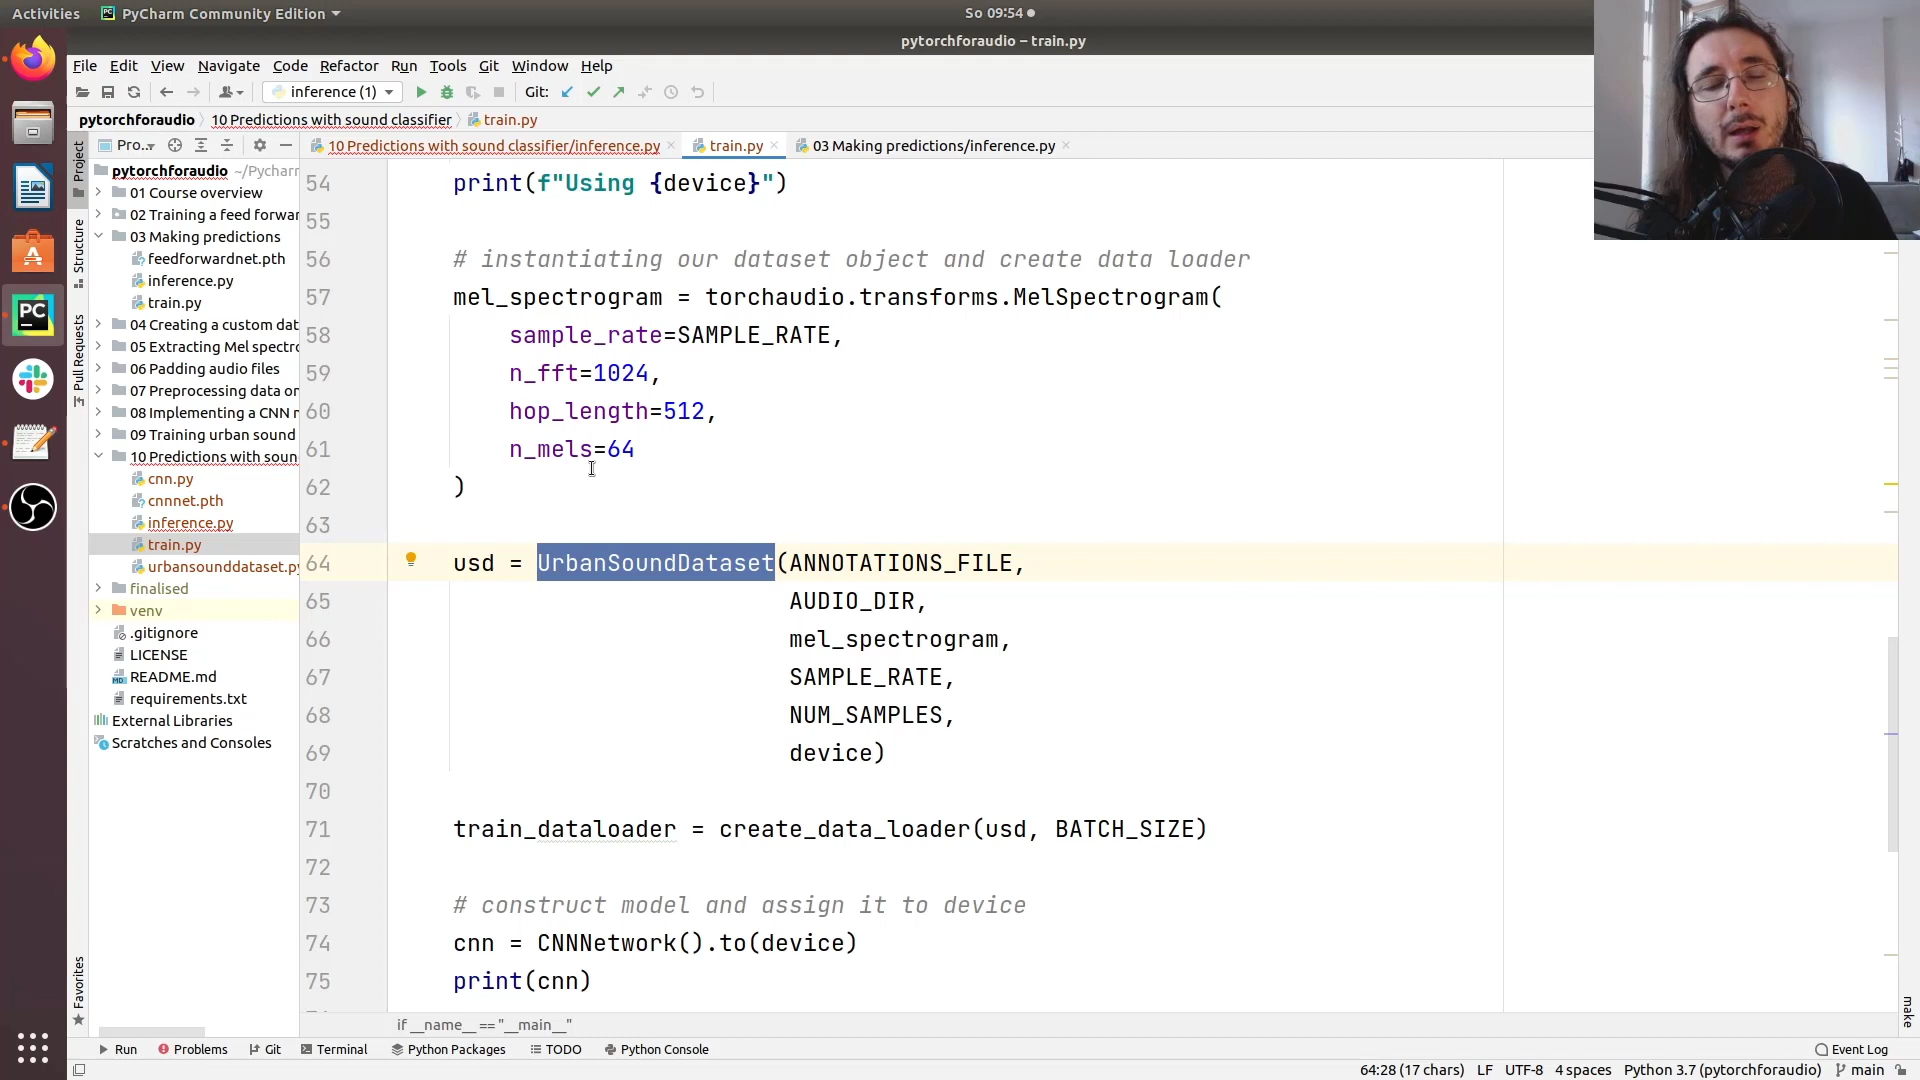 Activities
PyCharm Community Edition
So 09:54
pytorchforaudio – train.py
File Edit View Navigate Code Refactor Run Tools Git Window Help
inference (1)
Git:
pytorchforaudio 10 Predictions with sound classifier train.py
Project
Pro...
10 Predictions with sound classifier/inference.py
train.py
03 Making predictions/inference.py
pytorchforaudio ~/Pycharr
01 Course overview
02 Training a feed forwar
03 Making predictions
feedforwardnet.pth
inference.py
train.py
04 Creating a custom dat
05 Extracting Mel spectro
06 Padding audio files
07 Preprocessing data on
08 Implementing a CNN n
09 Training urban sound
10 Predictions with soun
cnn.py
cnnnet.pth
inference.py
train.py
urbansounddataset.py
finalised
venv
.gitignore
LICENSE
README.md
requirements.txt
External Libraries
Scratches and Consoles
Structure
Pull Requests
Favorites
54 print(f"Using {device}")
55
56 # instantiating our dataset object and create data loader
57 mel_spectrogram = torchaudio.transforms.MelSpectrogram(
58 sample_rate=SAMPLE_RATE,
59 n_fft=1024,
60 hop_length=512,
61 n_mels=64
62 )
63
64 usd = UrbanSoundDataset(ANNOTATIONS_FILE,
65 AUDIO_DIR,
66 mel_spectrogram,
67 SAMPLE_RATE,
68 NUM_SAMPLES,
69 device)
70
71 train_dataloader = create_data_loader(usd, BATCH_SIZE)
72
73 # construct model and assign it to device
74 cnn = CNNNetwork().to(device)
75 print(cnn)
if __name__ == "__main__"
make
Run Problems Git Terminal Python Packages TODO Python Console Event Log
64:28 (17 chars) LF UTF-8 4 spaces Python 3.7 (pytorchforaudio) main